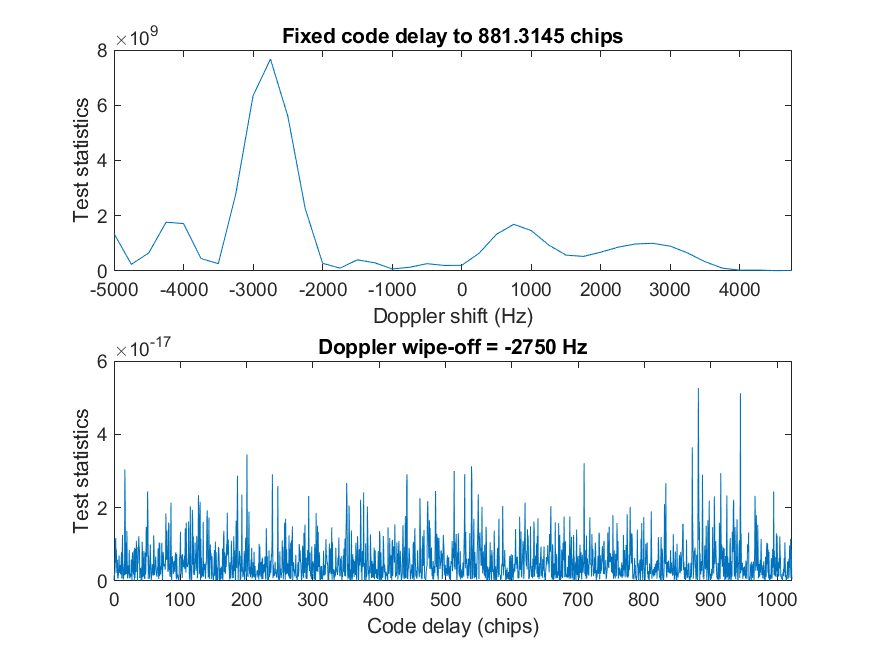 ×10^9
Fixed code delay to 881.3145 chips
8
6
4
2
0
Test statistics
-5000 -4000 -3000 -2000 -1000 0 1000 2000 3000 4000
Doppler shift (Hz)
×10^-17
Doppler wipe-off = -2750 Hz
6
4
2
0
Test statistics
0 100 200 300 400 500 600 700 800 900 1000
Code delay (chips)